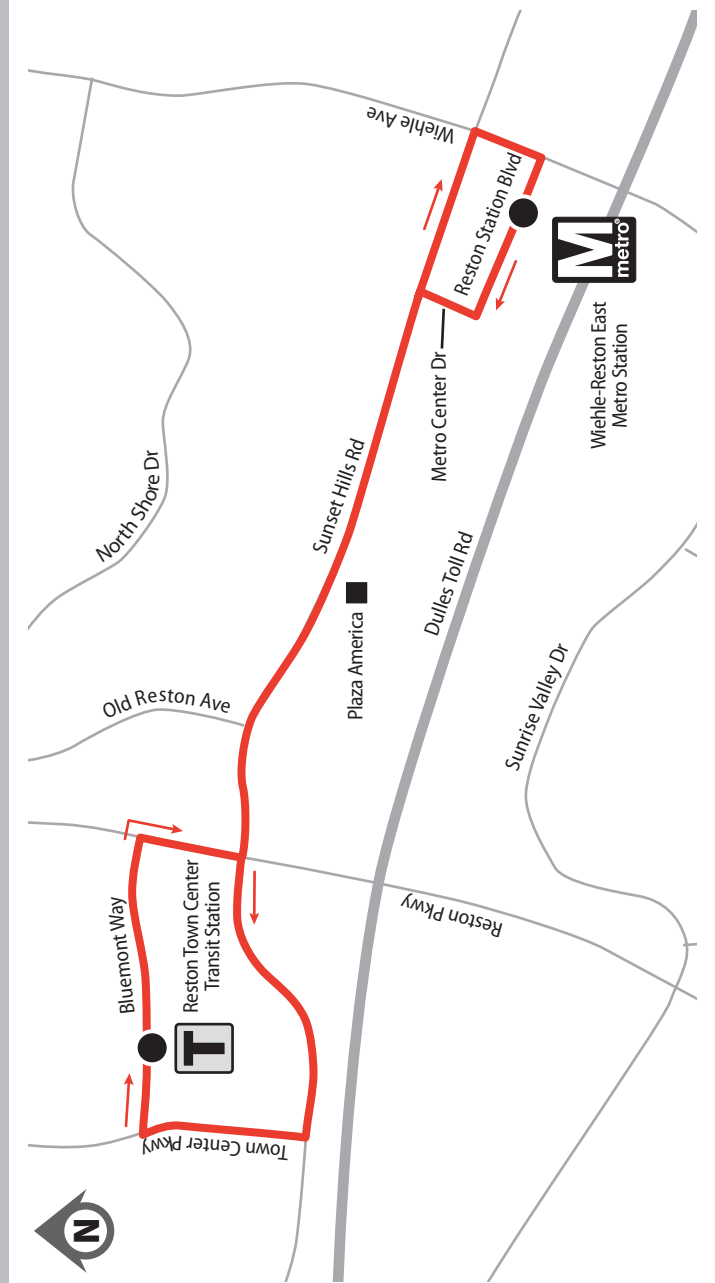 Wiehle Ave
Reston Station Blvd
M
metro®
Wiehle-Reston East
Metro Station
Metro Center Dr
Sunset Hills Rd
North Shore Dr
Plaza America
Dulles Toll Rd
Sunrise Valley Dr
Old Reston Ave
Bluemont Way
Reston Town Center
Transit Station
T
Reston Pkwy
Town Center Pkwy
N